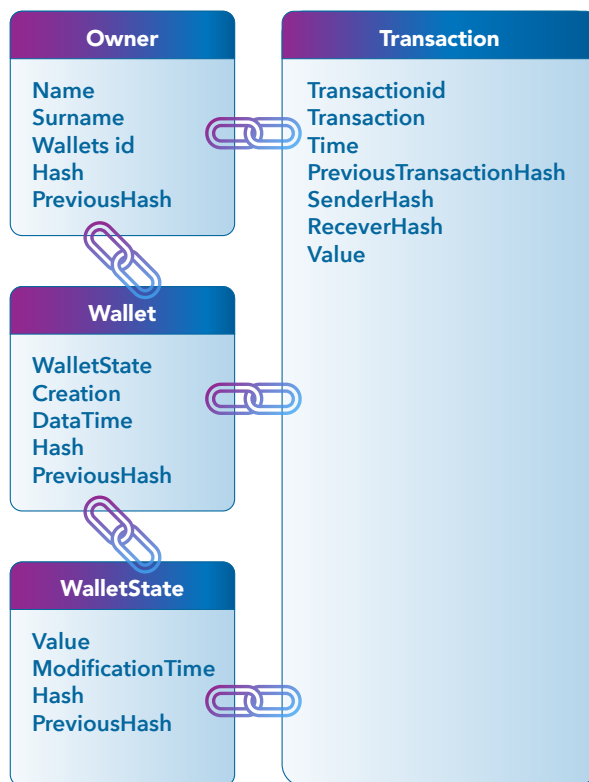 Owner
Name
Surname
Wallets id
Hash
PreviousHash
Transaction
Transactionid
Transaction
Time
PreviousTransactionHash
SenderHash
ReceverHash
Value
Wallet
WalletState
Creation
DataTime
Hash
PreviousHash
WalletState
Value
ModificationTime
Hash
PreviousHash